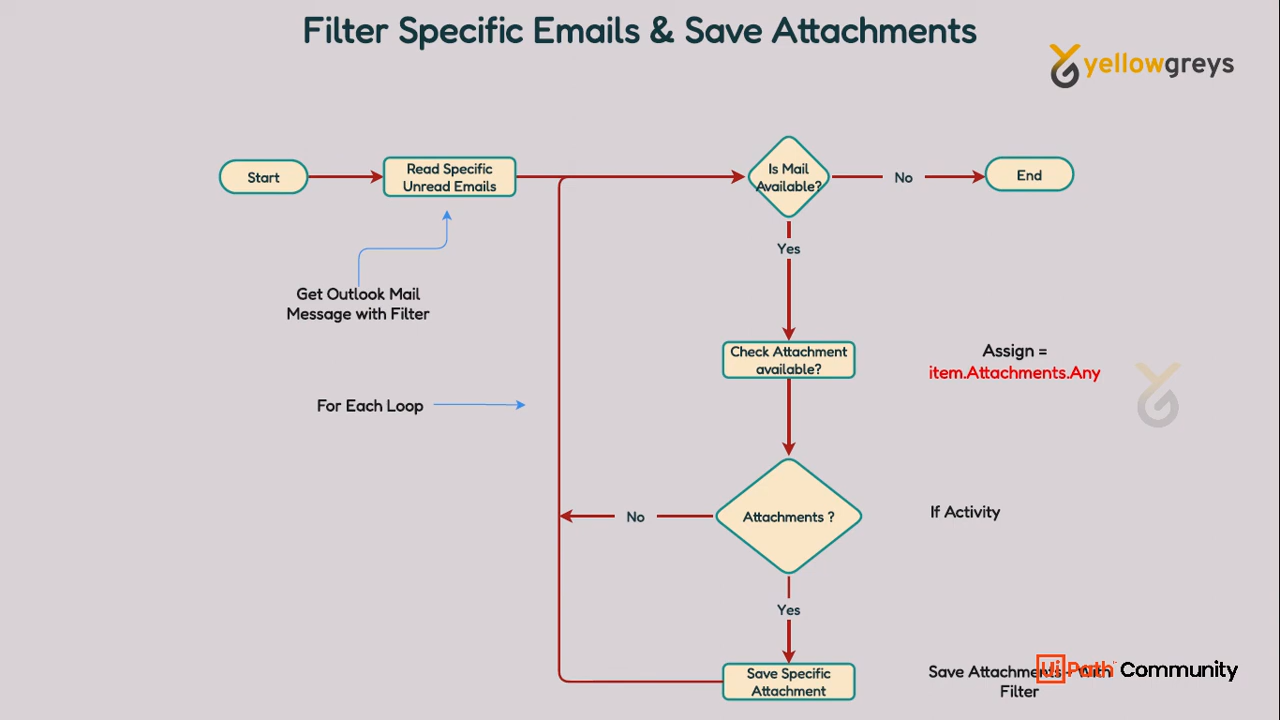 Filter Specific Emails & Save Attachments
yellowgreys
Start
Read Specific
Unread Emails
Is Mail
Available?
No
End
Yes
Get Outlook Mail
Message with Filter
Check Attachment
available?
Assign =
item.Attachments.Any
For Each Loop
Attachments ?
No
If Activity
Yes
Save Specific
Attachment
Save Attachments - With
Filter
UiPath Community